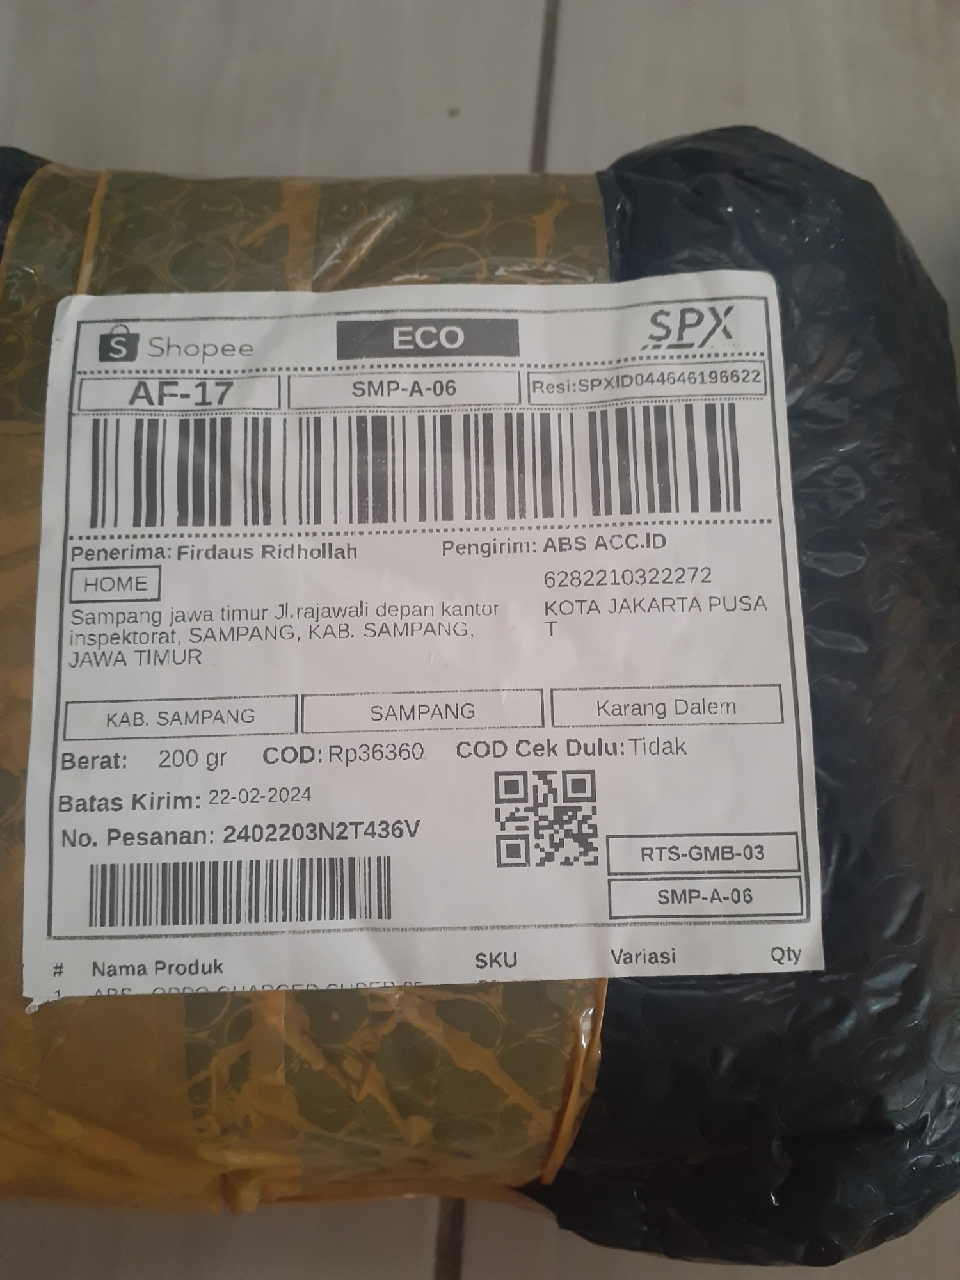 Shopee
ECO
SPX
AF-17
SMP-A-06
Resi:SPXID044646196622
Penerima: Firdaus Ridhollah
Pengirim: ABS ACC.ID
HOME
6282210322272
Sampang jawa timur Jl.rajawali depan kantor
inspektorat, SAMPANG, KAB. SAMPANG,
JAWA TIMUR
KOTA JAKARTA PUSA
T
KAB. SAMPANG
SAMPANG
Karang Dalem
Berat: 200 gr COD: Rp36360 COD Cek Dulu: Tidak
Batas Kirim: 22-02-2024
No. Pesanan: 2402203N2T436V
RTS-GMB-03
SMP-A-06
# Nama Produk SKU Variasi Qty